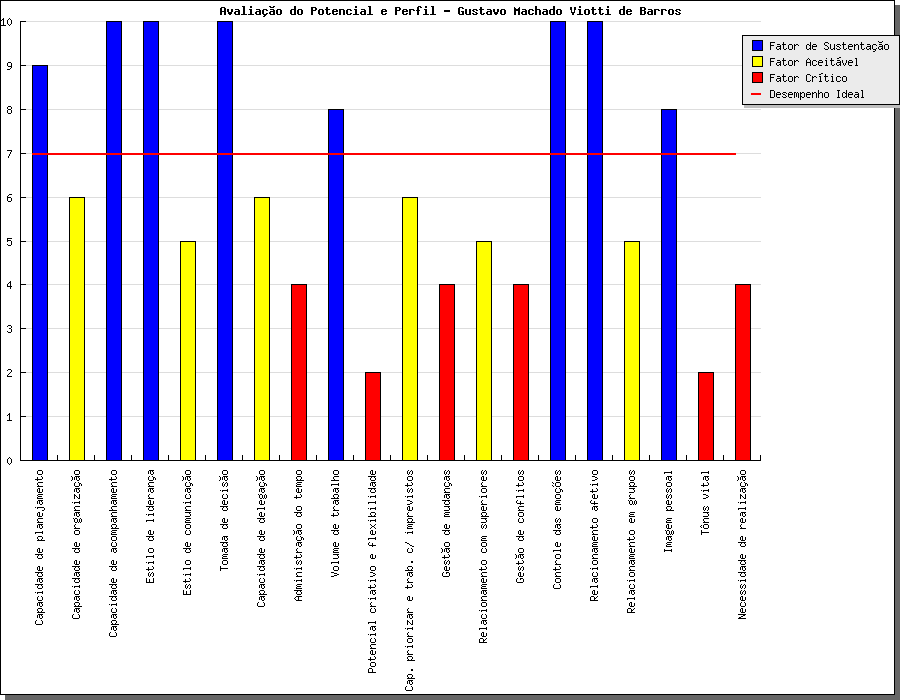 Avaliação do Potencial e Perfil - Gustavo Machado Viotti de Barros
10
9
8
7
6
5
4
3
2
1
0
Fator de Sustentação
Fator Aceitável
Fator Crítico
Desempenho Ideal
Capacidade de planejamento
Capacidade de organização
Capacidade de acompanhamento
Estilo de liderança
Estilo de comunicação
Tomada de decisão
Capacidade de delegação
Administração do tempo
Volume de trabalho
Potencial criativo e flexibilidade
Cap. priorizar e trab. c/ imprevistos
Gestão de mudanças
Relacionamento com superiores
Gestão de conflitos
Controle das emoções
Relacionamento afetivo
Relacionamento em grupos
Imagem pessoal
Tônus vital
Necessidade de realização